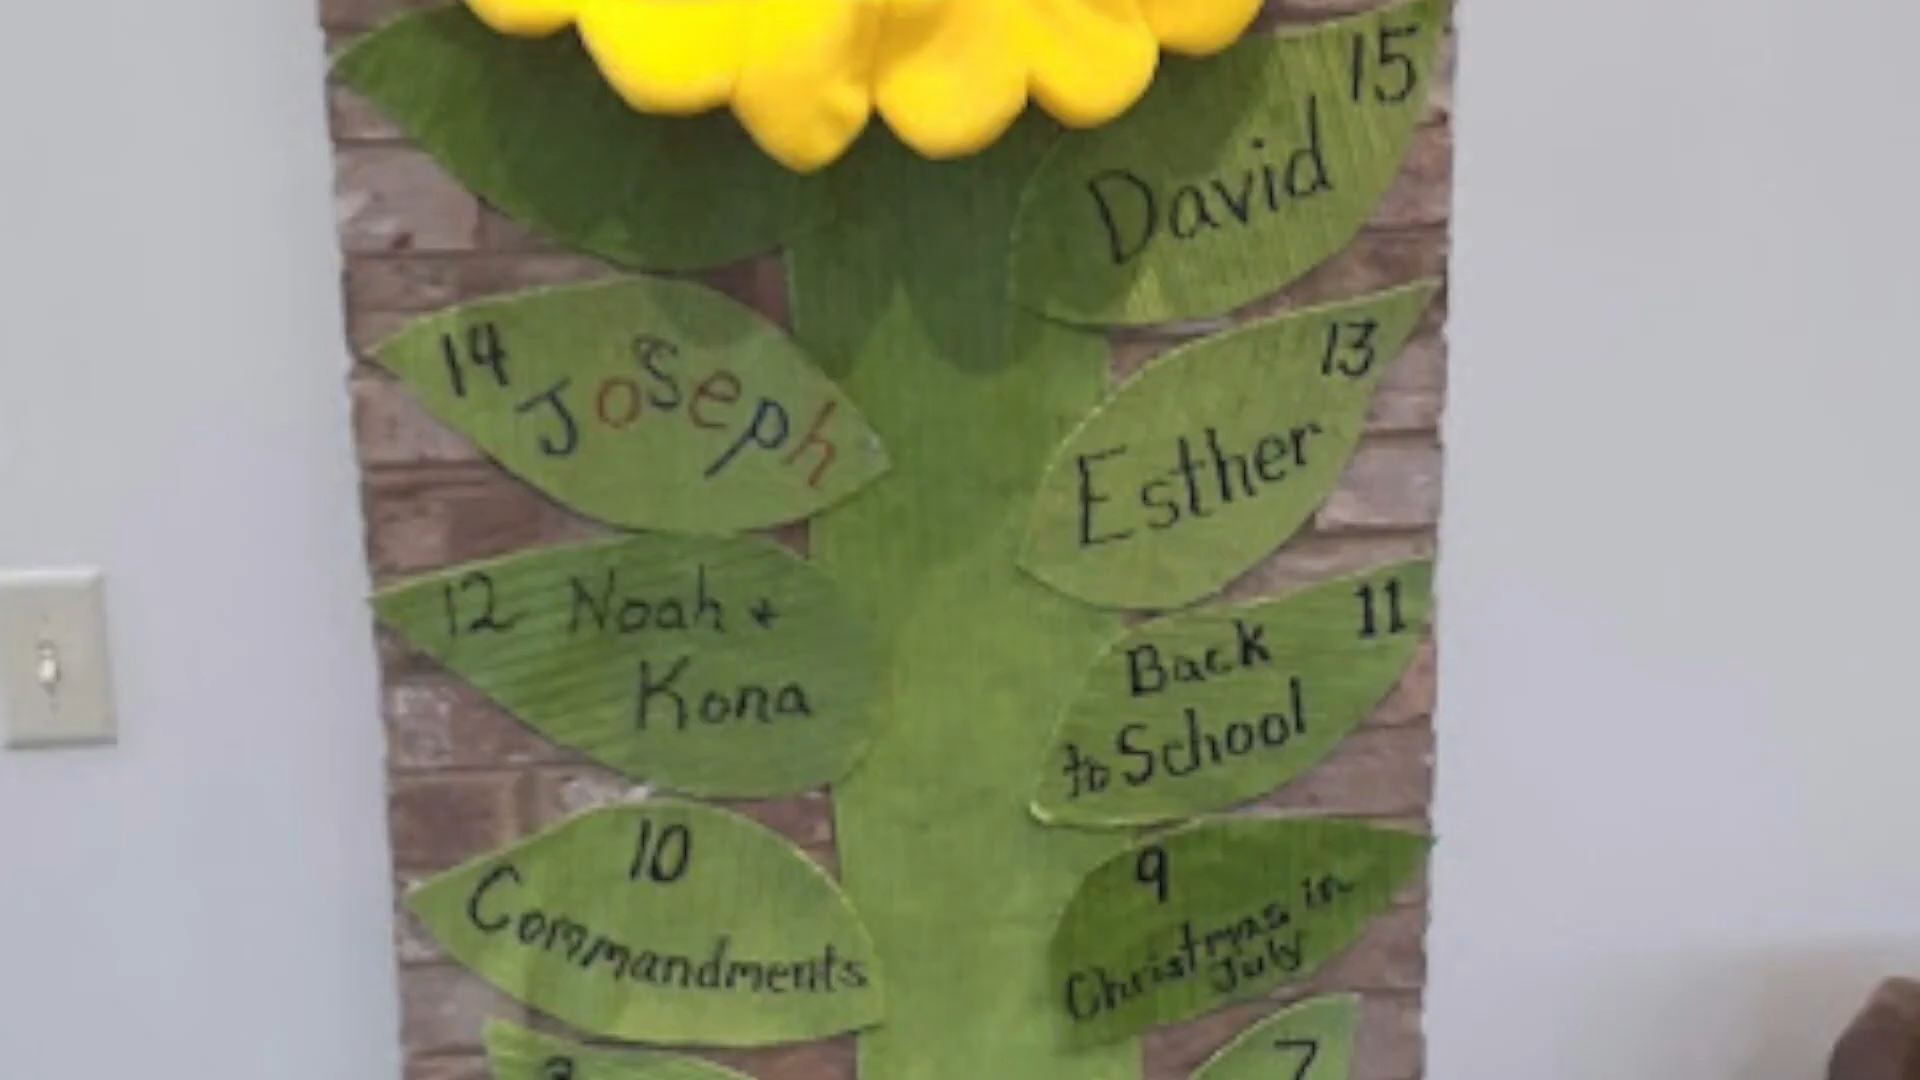 15
David
14
JoSeph
13
Esther
12 Noah +
Kona
11
Back
to School
10
Commandments
9
Christmas in
July
7